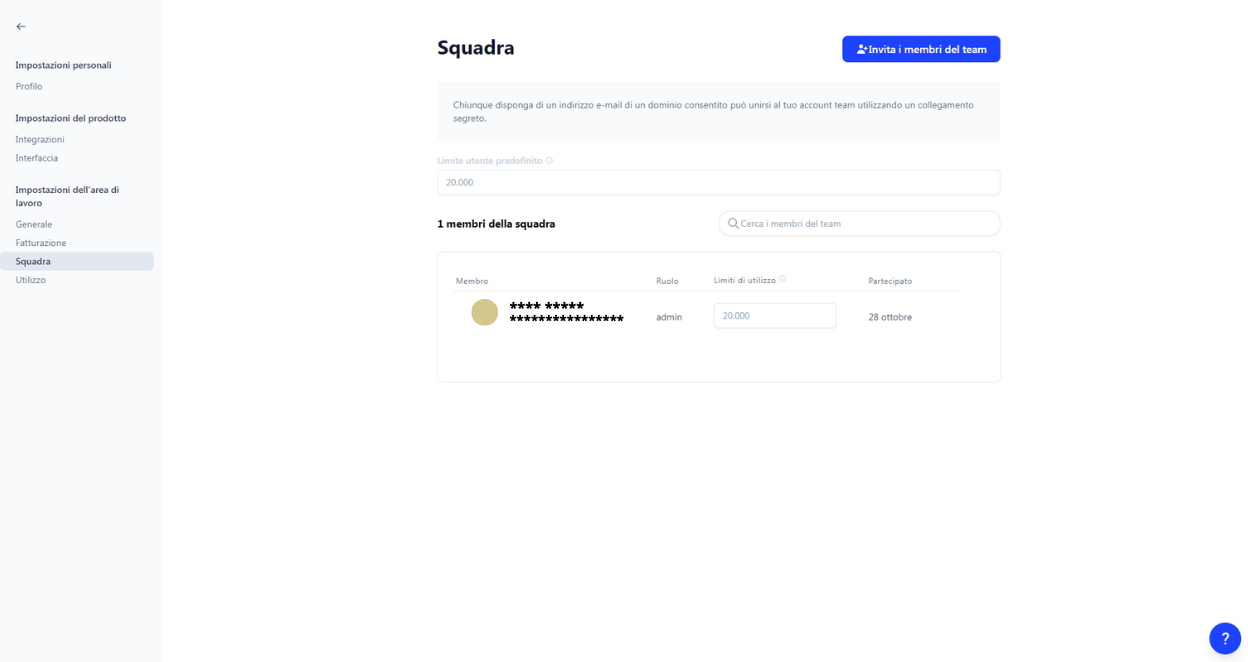 Impostazioni personali
Profilo
Impostazioni del prodotto
Integrazioni
Interfaccia
Impostazioni dell'area di
lavoro
Generale
Fatturazione
Squadra
Utilizzo
Squadra
Invita i membri del team
Chiunque disponga di un indirizzo e-mail di un dominio consentito può unirsi al tuo account team utilizzando un collegamento
segreto.
Limite utente predefinito
20.000
1 membri della squadra
Cerca i membri del team
Membro Ruolo Limiti di utilizzo Partecipato
**** *****
****************
admin 20.000 28 ottobre
?